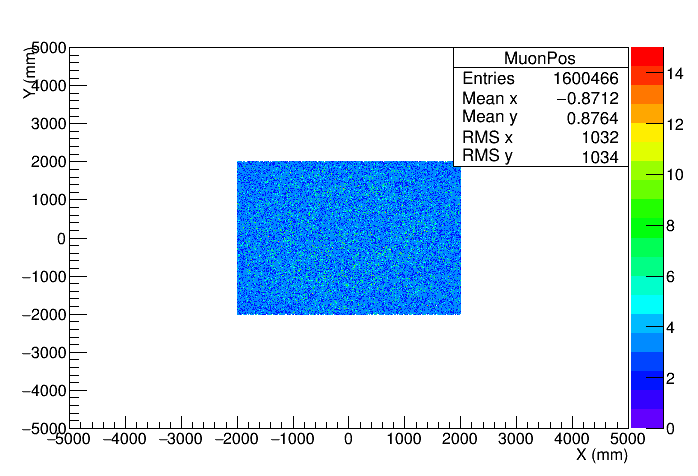 MuonPos
Entries 1600466
Mean x −0.8712
Mean y 0.8764
RMS x 1032
RMS y 1034
Y (mm)
5000
4000
3000
2000
1000
0
−1000
−2000
−3000
−4000
−5000
−5000 −4000 −3000 −2000 −1000 0 1000 2000 3000 4000 5000
X (mm)
14
12
10
8
6
4
2
0